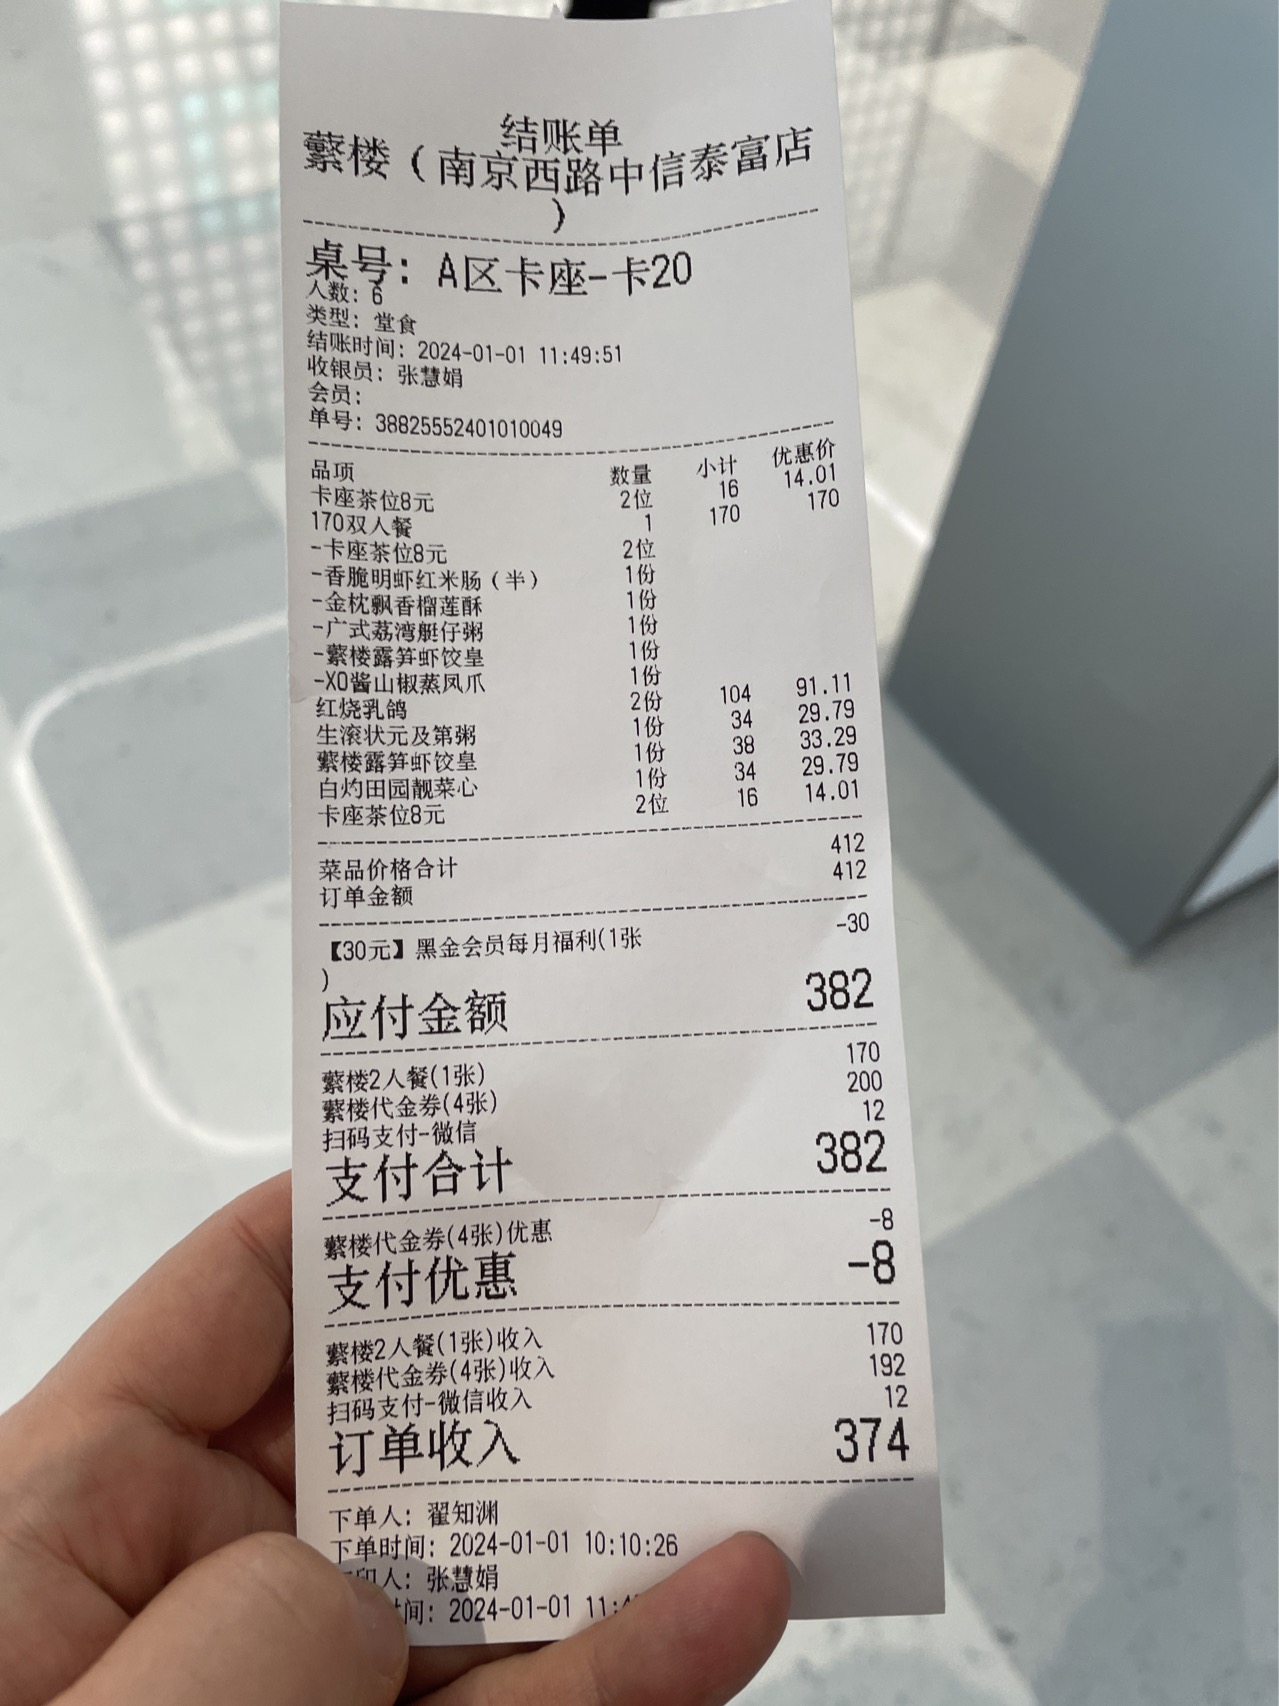 结账单
蘩楼（南京西路中信泰富店
）
桌号：A区卡座-卡20
人数：6
类型：堂食
结账时间：2024-01-01 11:49:51
收银员：张慧娟
会员：
单号：38825552401010049
品项 数量 小计 优惠价
卡座茶位8元 2位 16 14.01
170双人餐 1 170 170
-卡座茶位8元 2位
-香脆明虾红米肠（半） 1份
-金枕飘香榴莲酥 1份
-广式荔湾艇仔粥 1份
-蘩楼露笋虾饺皇 1份
-XO酱山椒蒸凤爪 1份
红烧乳鸽 2份 104 91.11
生滚状元及第粥 1份 34 29.79
蘩楼露笋虾饺皇 1份 38 33.29
白灼田园靓菜心 1份 34 29.79
卡座茶位8元 2位 16 14.01
菜品价格合计 412
订单金额 412
【30元】黑金会员每月福利(1张 -30
)
应付金额 382
蘩楼2人餐(1张) 170
蘩楼代金券(4张) 200
扫码支付-微信 12
支付合计 382
蘩楼代金券(4张)优惠 -8
支付优惠 -8
蘩楼2人餐(1张)收入 170
蘩楼代金券(4张)收入 192
扫码支付-微信收入 12
订单收入 374
下单人：翟知渊
下单时间：2024-01-01 10:10:26
印人：张慧娟
时间：2024-01-01 11:4